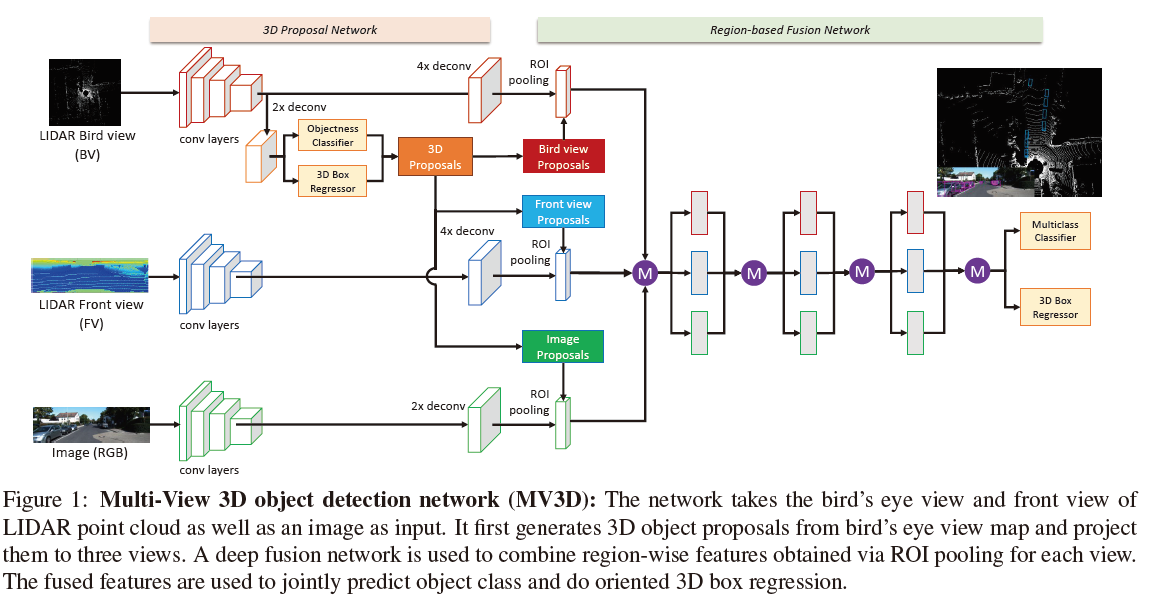 3D Proposal Network
Region-based Fusion Network
LIDAR Bird view
(BV)
conv layers
2x deconv
Objectness
Classifier
3D Box
Regressor
3D
Proposals
4x deconv
ROI
pooling
Bird view
Proposals
Front view
Proposals
LIDAR Front view
(FV)
conv layers
4x deconv
ROI
pooling
Image
Proposals
Image (RGB)
conv layers
2x deconv
ROI
pooling
M
M
M
M
Multiclass
Classifier
3D Box
Regressor
Figure 1: Multi-View 3D object detection network (MV3D): The network takes the bird's eye view and front view of
LIDAR point cloud as well as an image as input. It first generates 3D object proposals from bird's eye view map and project
them to three views. A deep fusion network is used to combine region-wise features obtained via ROI pooling for each view.
The fused features are used to jointly predict object class and do oriented 3D box regression.